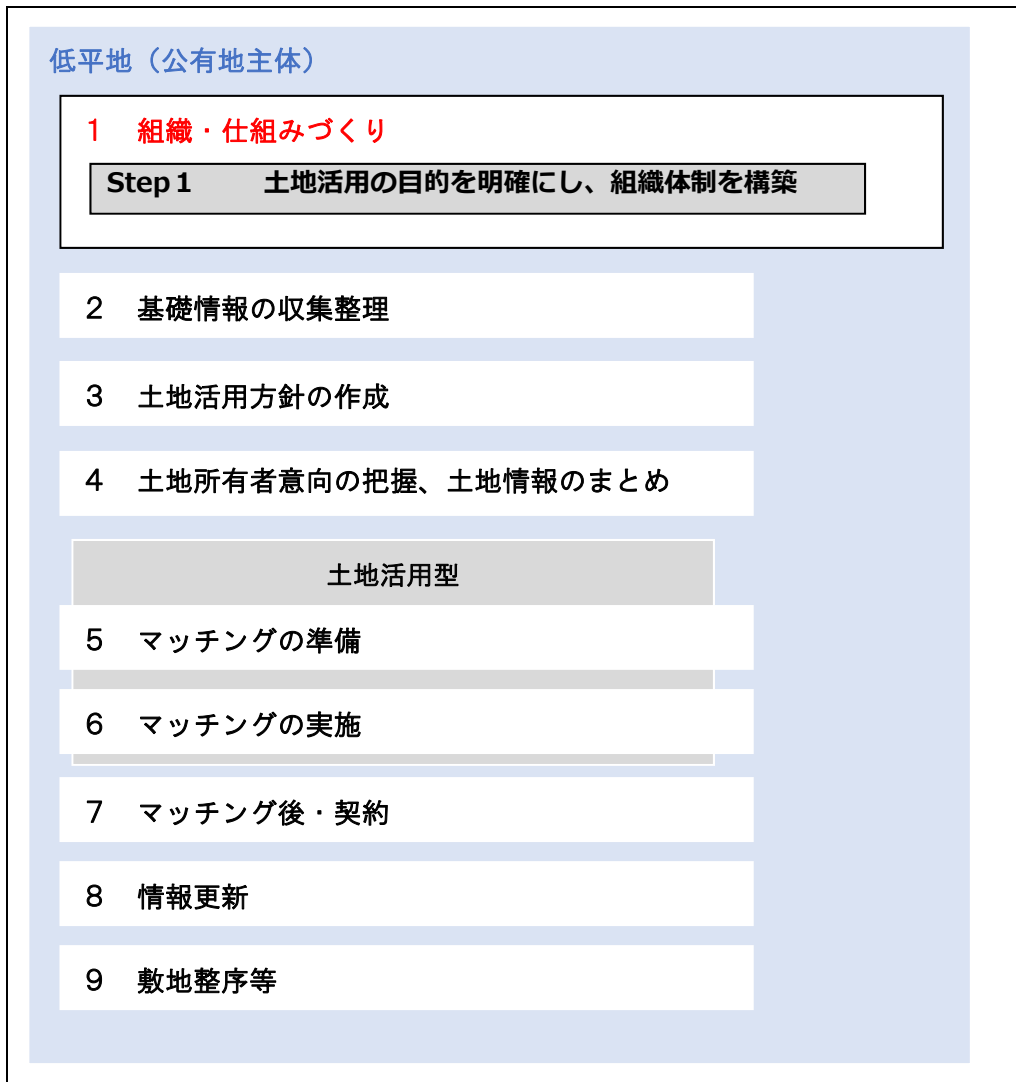 低平地（公有地主体）
1 組織・仕組みづくり
Step１ 土地活用の目的を明確にし、組織体制を構築
2 基礎情報の収集整理
3 土地活用方針の作成
4 土地所有者意向の把握、土地情報のまとめ
土地活用型
5 マッチングの準備
6 マッチングの実施
7 マッチング後・契約
8 情報更新
9 敷地整序等